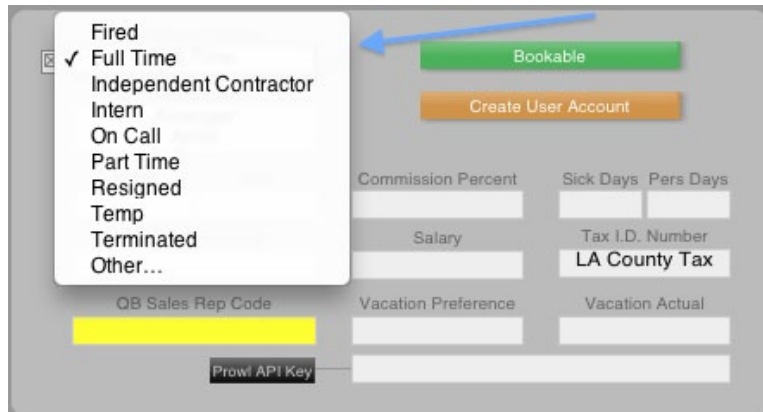 Fired
✓ Full Time
Independent Contractor
Intern
On Call
Part Time
Resigned
Temp
Terminated
Other...
Bookable
Create User Account
Commission Percent Sick Days Pers Days
Salary Tax I.D. Number
LA County Tax
QB Sales Rep Code Vacation Preference Vacation Actual
Prowl API Key